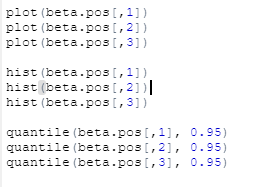 plot(beta.pos[,1])
plot(beta.pos[,2])
plot(beta.pos[,3])

hist(beta.pos[,1])
hist(beta.pos[,2])
hist(beta.pos[,3])

quantile(beta.pos[,1], 0.95)
quantile(beta.pos[,2], 0.95)
quantile(beta.pos[,3], 0.95)